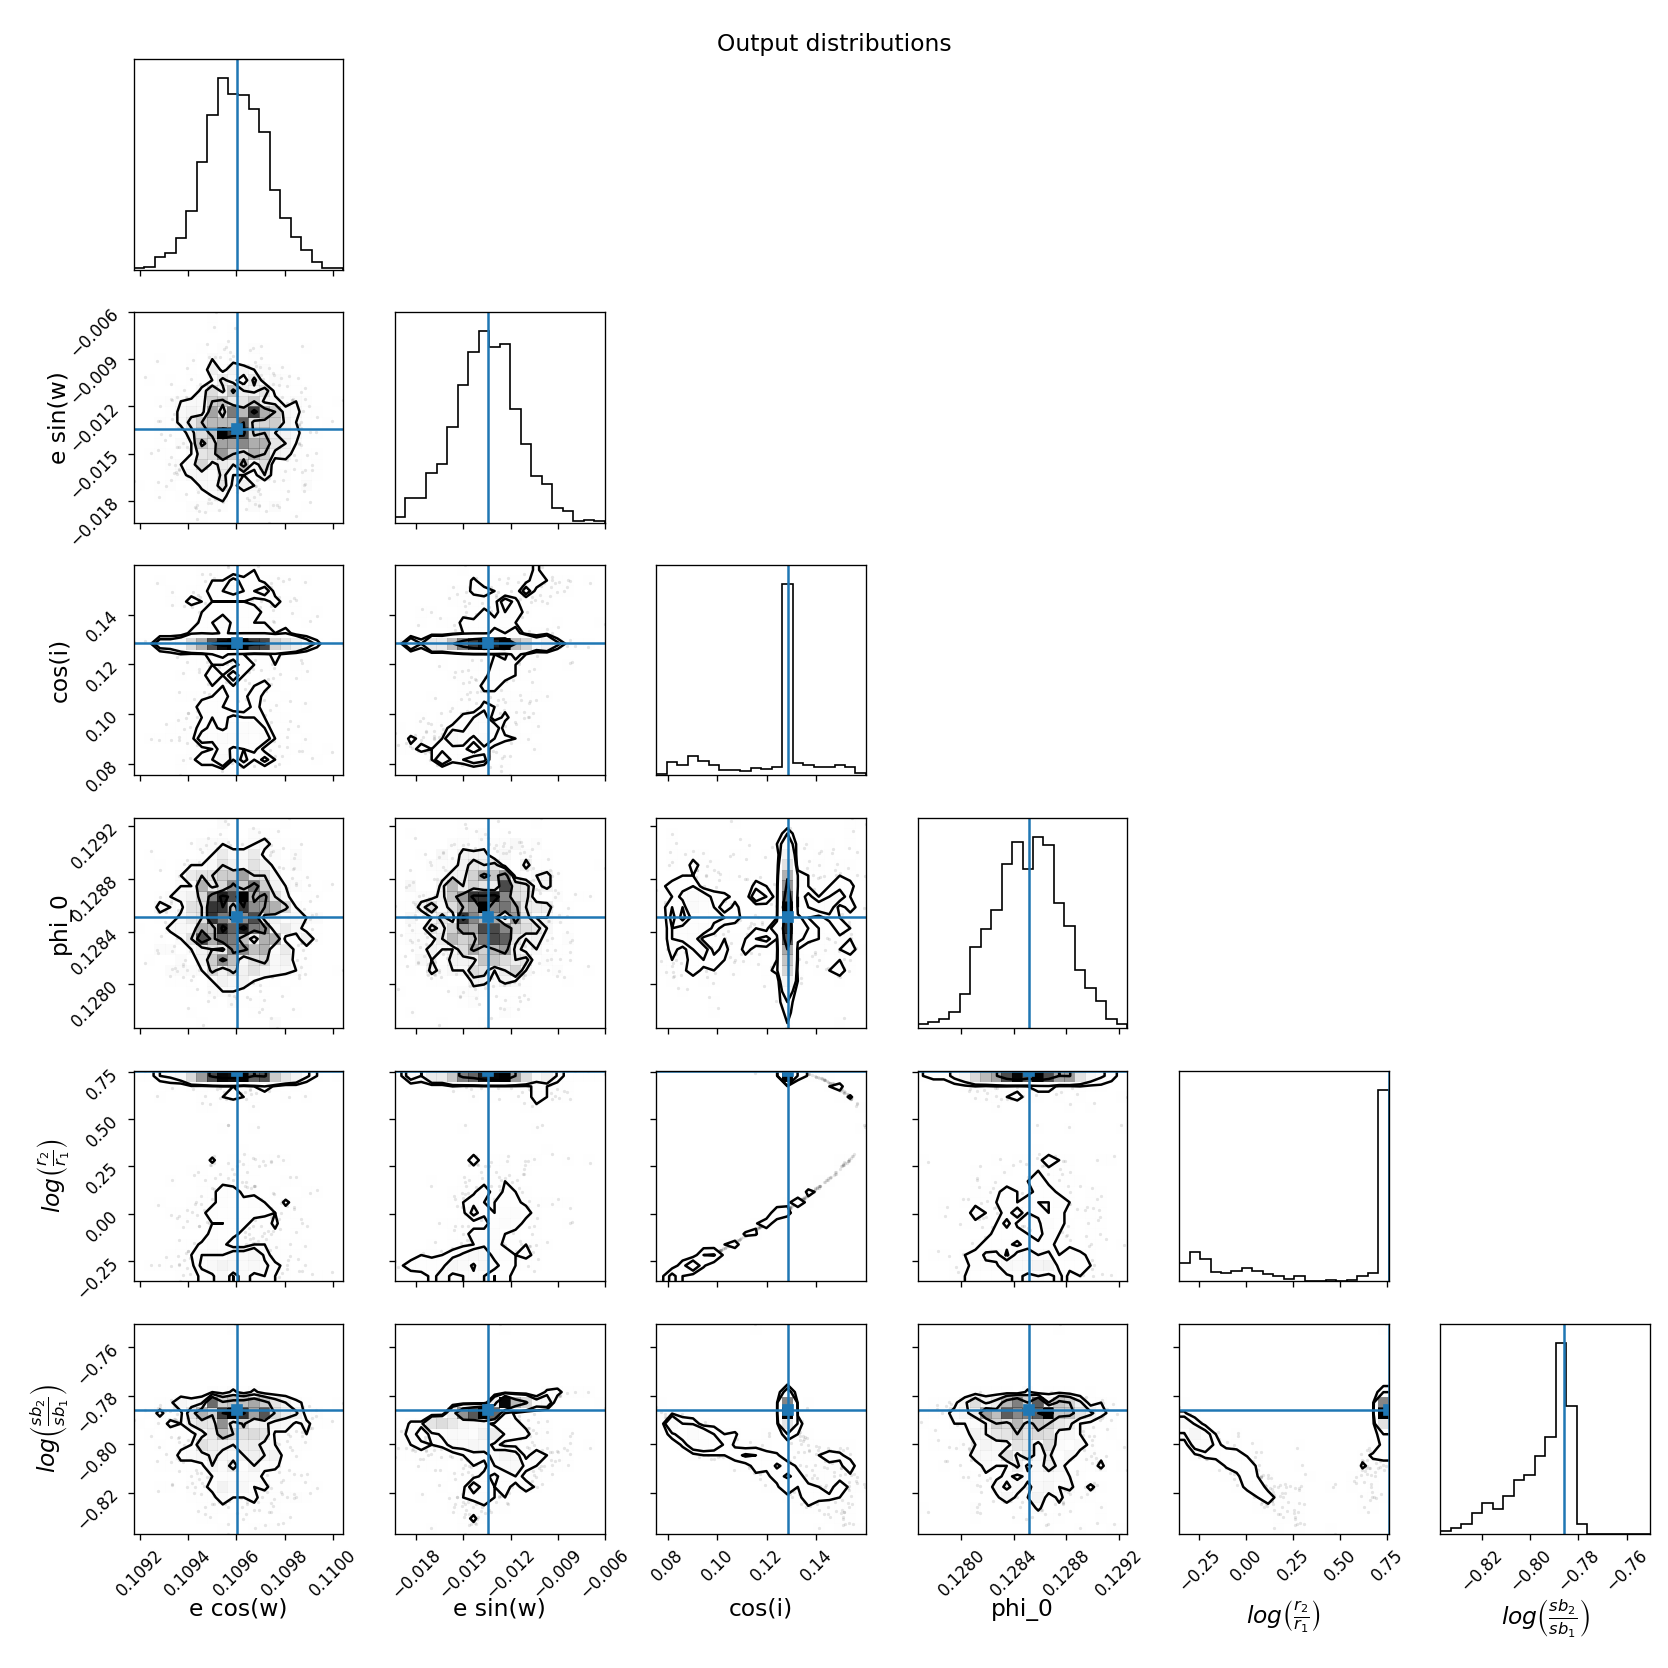 Output distributions
e sin(w)
−0.006
−0.009
−0.012
−0.015
−0.018
cos(i)
0.14
0.12
0.10
0.08
phi_0
0.1292
0.1288
0.1284
0.1280
log(r2/r1)
0.75
0.50
0.25
0.00
−0.25
log(sb2/sb1)
−0.76
−0.78
−0.80
−0.82
0.1092 0.1094 0.1096 0.1098 0.1100
−0.018 −0.015 −0.012 −0.009 −0.006
0.08 0.10 0.12 0.14
0.1280 0.1284 0.1288 0.1292
−0.25 0.00 0.25 0.50 0.75
−0.82 −0.80 −0.78 −0.76
e cos(w) e sin(w) cos(i) phi_0 log(r2/r1) log(sb2/sb1)